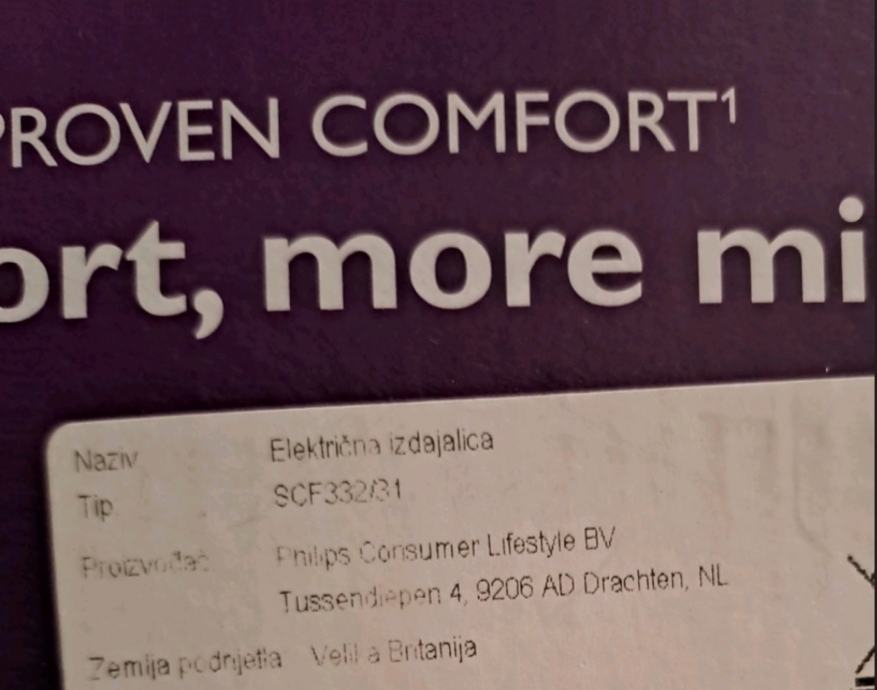 PROVEN COMFORT¹
ort, more mi
Naziv Električna izdajalica
Tip SCF332/31
Proizvođač Philips Consumer Lifestyle BV
Tussendiepen 4, 9206 AD Drachten, NL
Zemlja podrijetla Velika Britanija